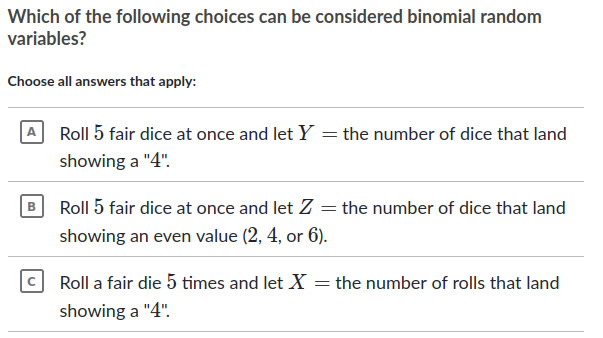 Which of the following choices can be considered binomial random
variables?
Choose all answers that apply:
A
Roll 5 fair dice at once and let Y = the number of dice that land
showing a "4".
B
Roll 5 fair dice at once and let Z = the number of dice that land
showing an even value (2, 4, or 6).
C
Roll a fair die 5 times and let X = the number of rolls that land
showing a "4".